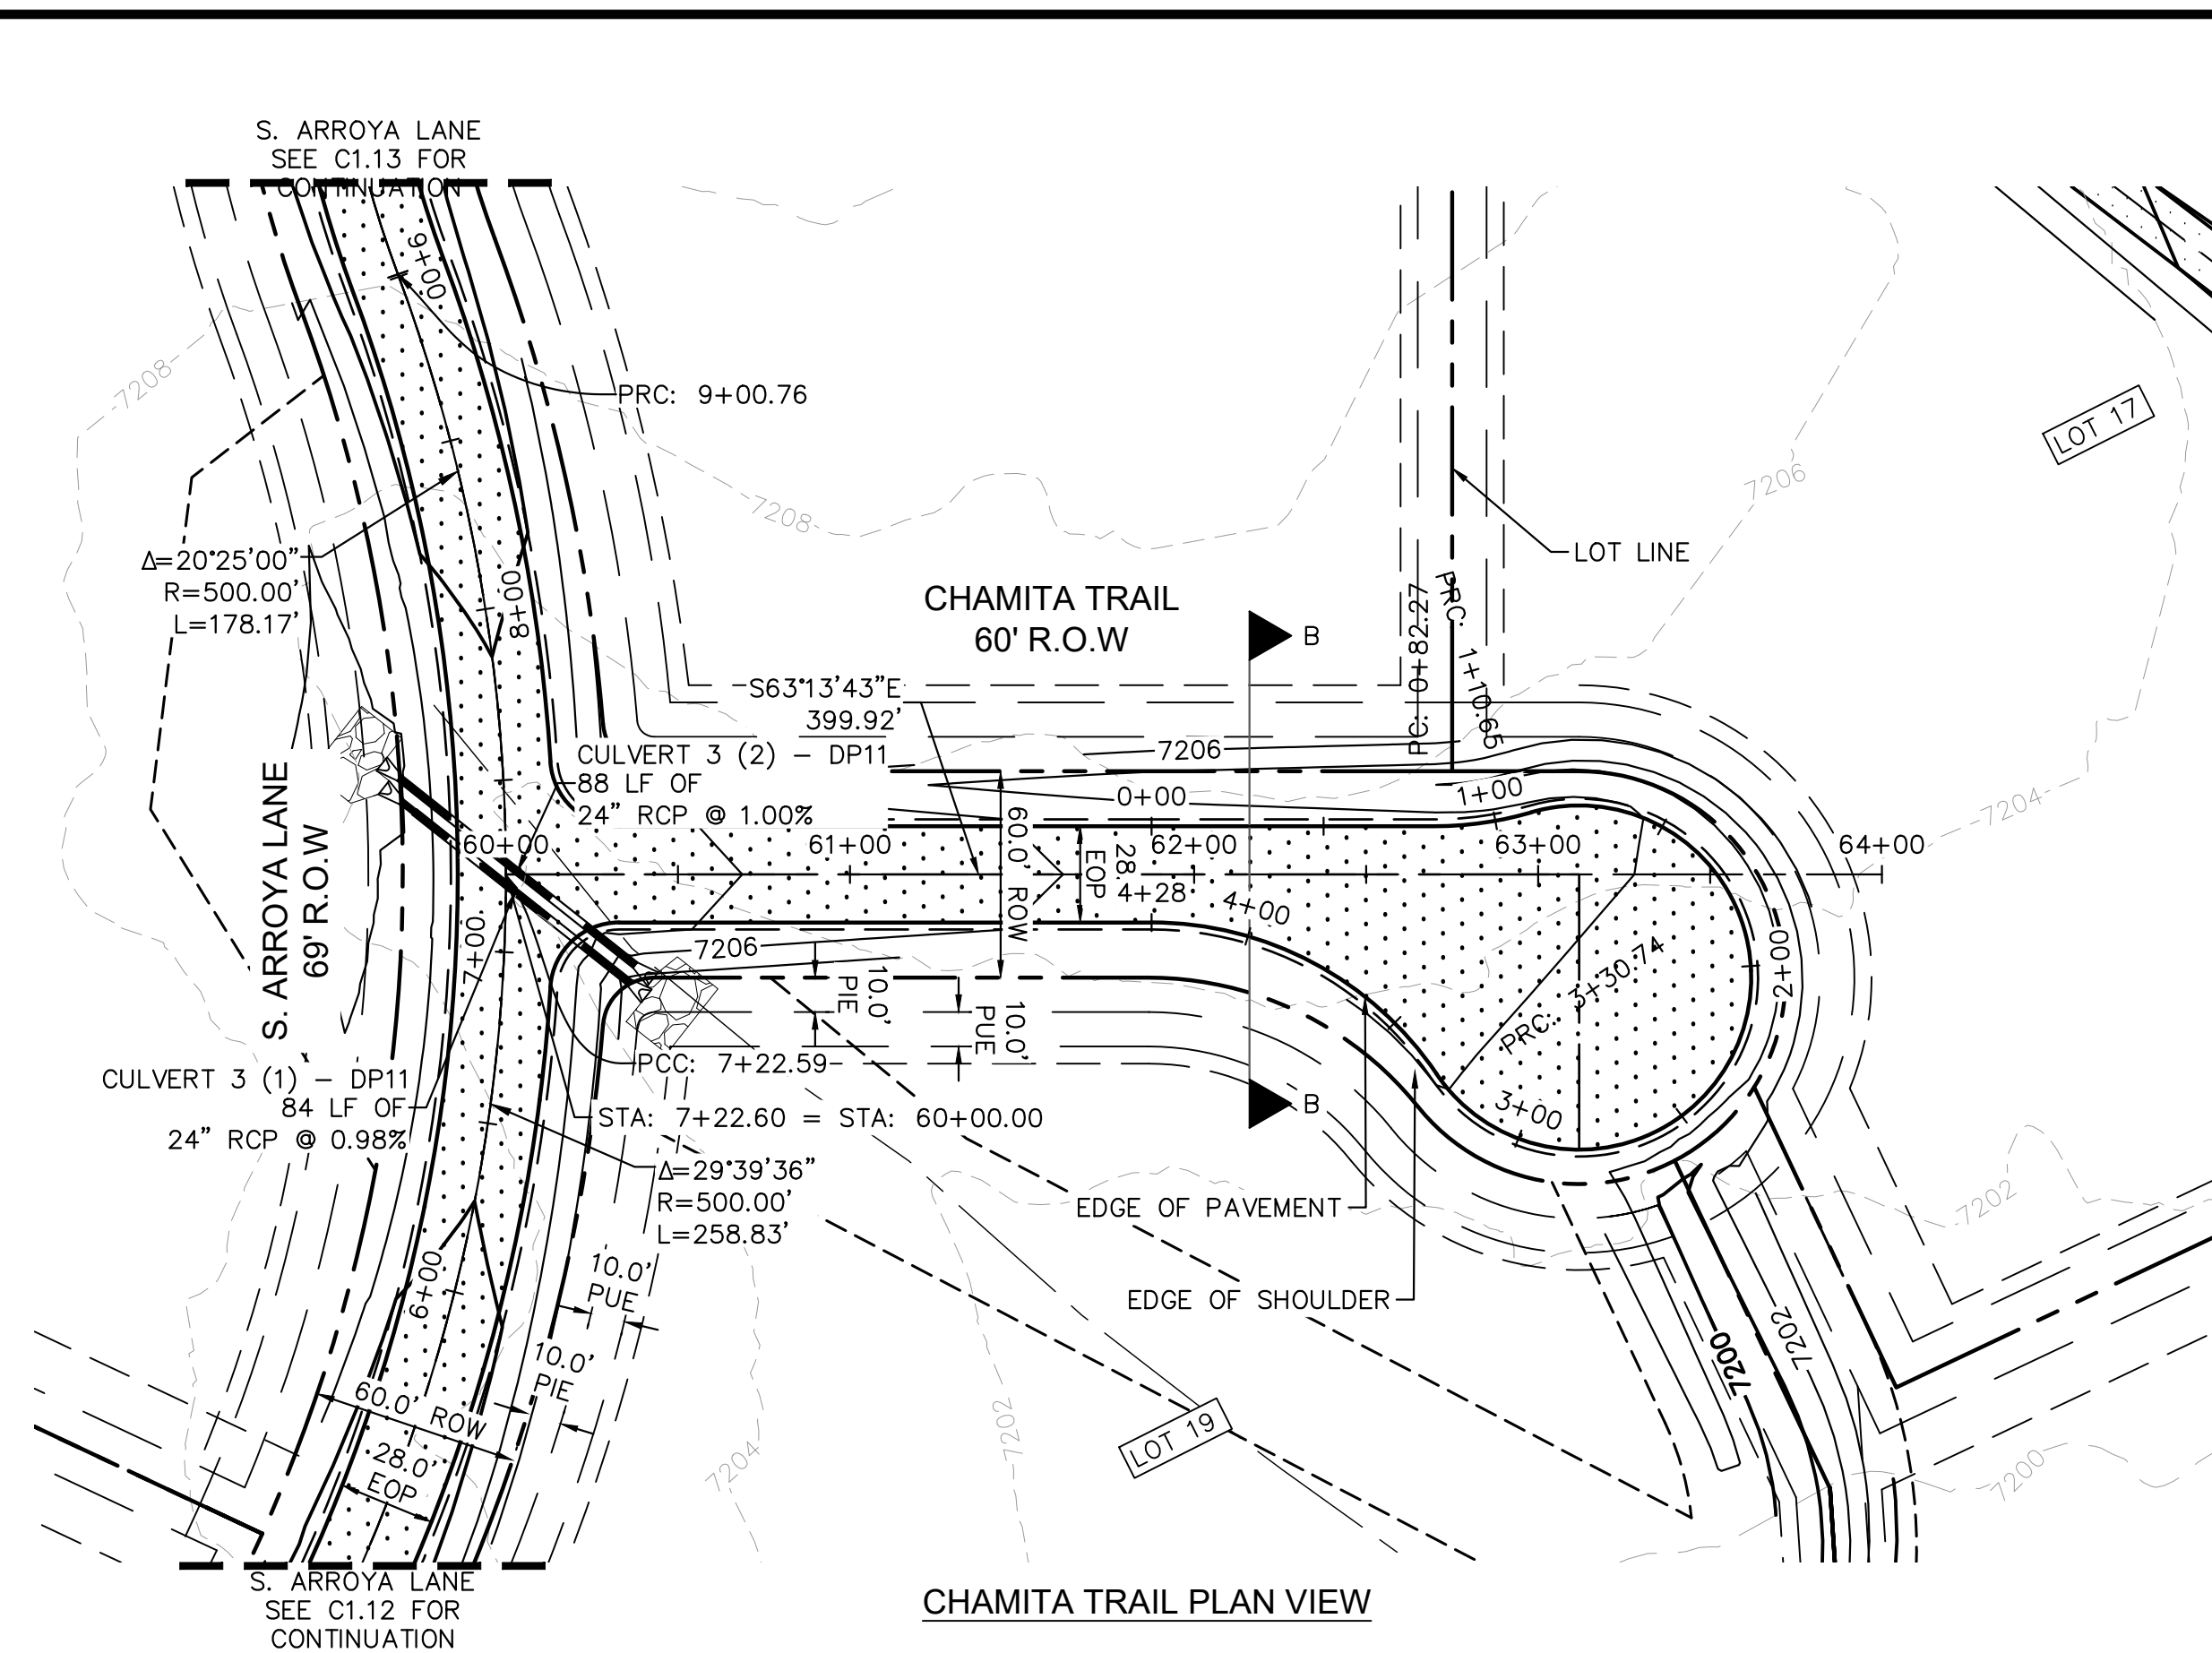 S. ARROYA LANE
SEE C1.13 FOR
CONTINUATION
9+00
PRC: 9+00.76
7208
LOT 17
7206
7208
LOT LINE
Δ=20°25'00"
R=500.00'
L=178.17'
8+00
CHAMITA TRAIL
60' R.O.W
B
PC: 0+82.27
PRC: 1+10.65
S63°13'43"E
399.92'
CULVERT 3 (2) - DP11
88 LF OF
24" RCP @ 1.00%
7206
0+00
1+00
7204
60+00
61+00
62+00
63+00
64+00
60.0' ROW
28.
EOP
4+28
4+00
S. ARROYA LANE
69' R.O.W
7+00
7206
10.0'
PIE
10.0'
PUE
PRC: 3+30.74
2+00
3+00
PCC: 7+22.59
CULVERT 3 (1) - DP11
84 LF OF
24" RCP @ 0.98%
STA: 7+22.60 = STA: 60+00.00
B
Δ=29°39'36"
R=500.00'
L=258.83'
EDGE OF PAVEMENT
7202
EDGE OF SHOULDER
6+00
10.0'
PUE
10.0'
PIE
7200
7202
60.0' ROW
28.0'
EOP
7204
7202
LOT 19
7200
S. ARROYA LANE
SEE C1.12 FOR
CONTINUATION
CHAMITA TRAIL PLAN VIEW